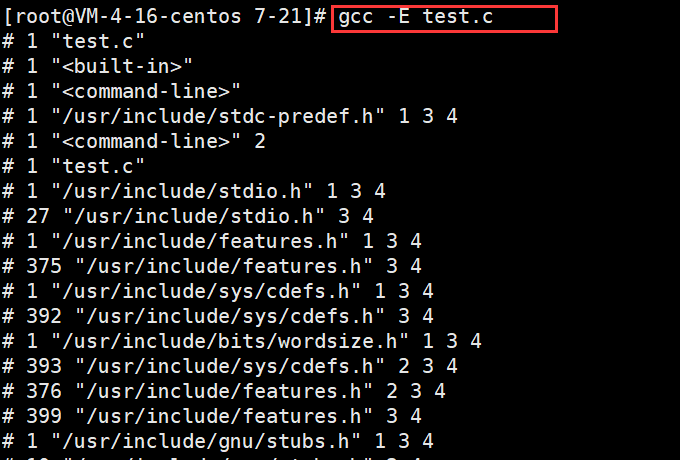 [root@VM-4-16-centos 7-21]# gcc -E test.c
# 1 "test.c"
# 1 "<built-in>"
# 1 "<command-line>"
# 1 "/usr/include/stdc-predef.h" 1 3 4
# 1 "<command-line>" 2
# 1 "test.c"
# 1 "/usr/include/stdio.h" 1 3 4
# 27 "/usr/include/stdio.h" 3 4
# 1 "/usr/include/features.h" 1 3 4
# 375 "/usr/include/features.h" 3 4
# 1 "/usr/include/sys/cdefs.h" 1 3 4
# 392 "/usr/include/sys/cdefs.h" 3 4
# 1 "/usr/include/bits/wordsize.h" 1 3 4
# 393 "/usr/include/sys/cdefs.h" 2 3 4
# 376 "/usr/include/features.h" 2 3 4
# 399 "/usr/include/features.h" 3 4
# 1 "/usr/include/gnu/stubs.h" 1 3 4